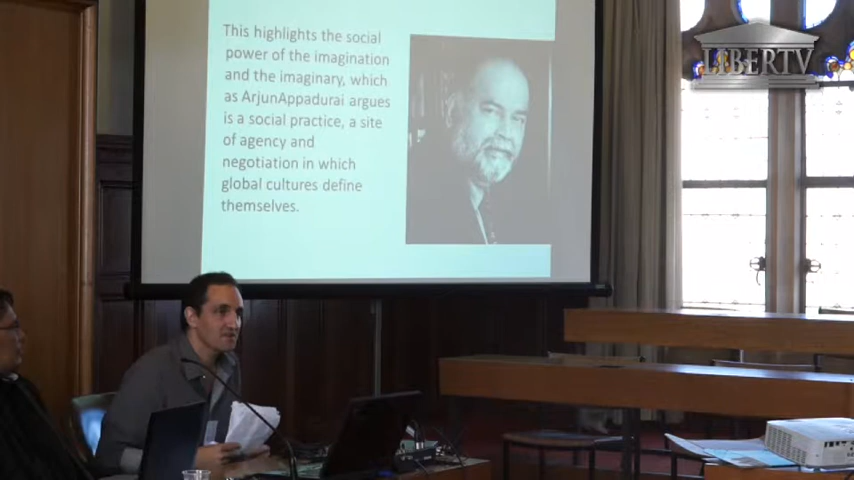 This highlights the social
power of the imagination
and the imaginary, which
as ArjunAppadurai argues
is a social practice, a site
of agency and
negotiation in which
global cultures define
themselves.
LIBERTV